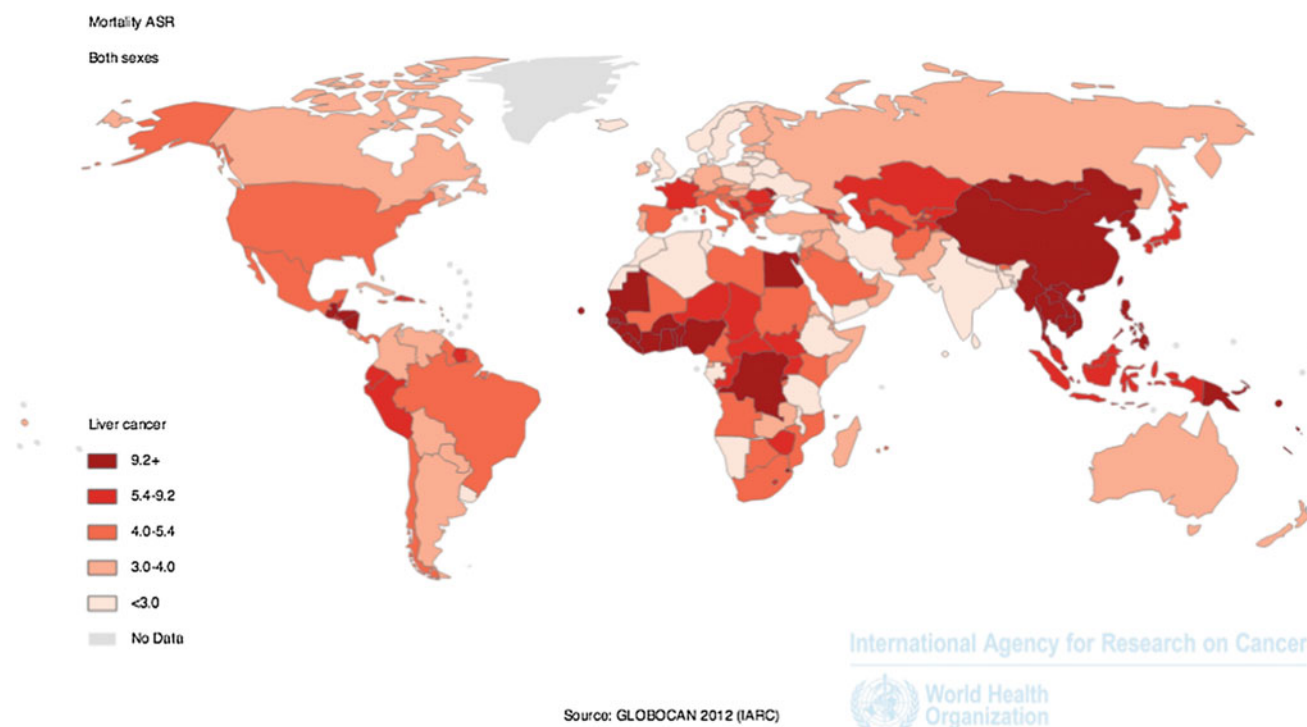 Mortality ASR
Both sexes
Liver cancer
9.2+
5.4-9.2
4.0-5.4
3.0-4.0
<3.0
No Data
International Agency for Research on Cancer
World Health
Organization
Source: GLOBOCAN 2012 (IARC)